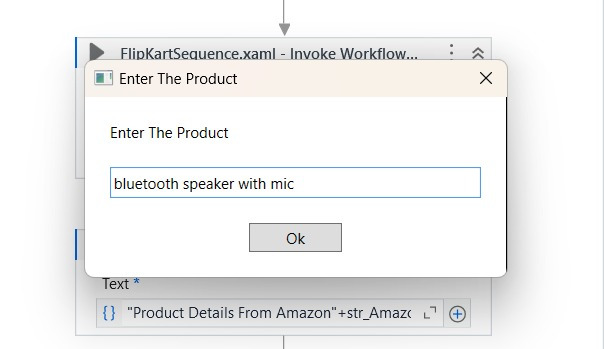 FlipKartSequence.xaml - Invoke Workflow...
Enter The Product
Enter The Product
bluetooth speaker with mic
Ok
Text *
{} "Product Details From Amazon"+str_Amazo